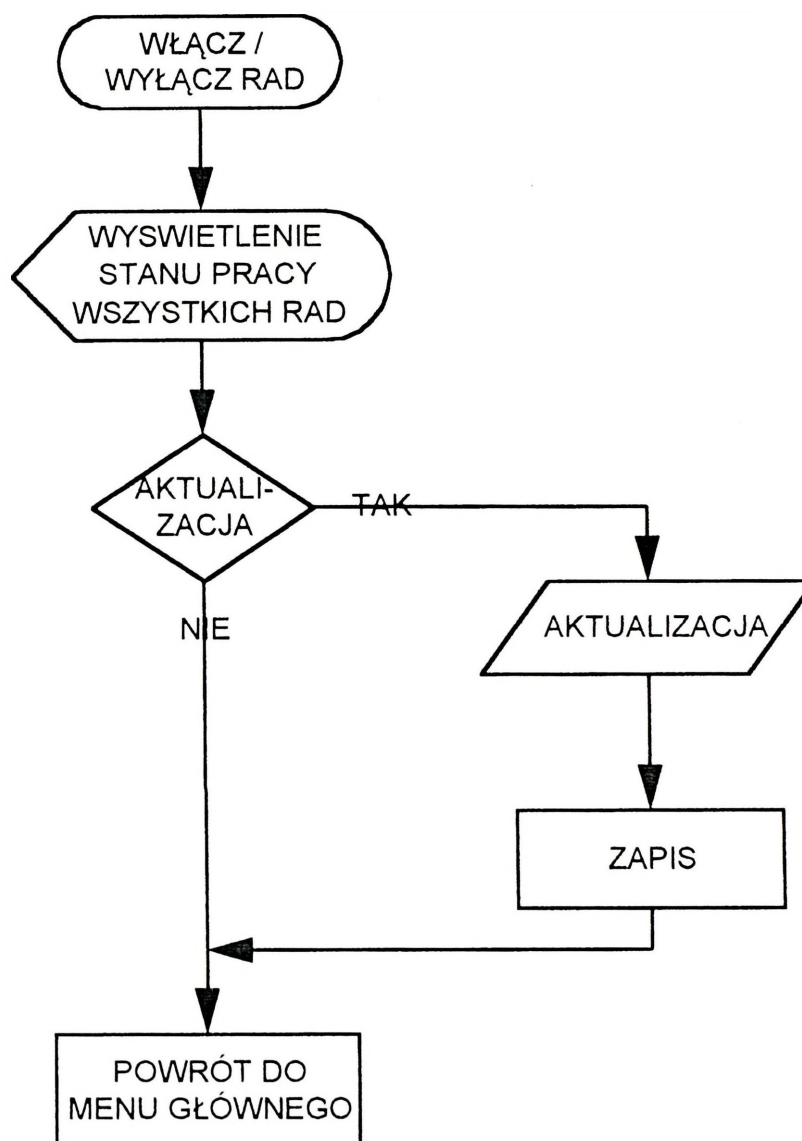 WŁĄCZ /
WYŁĄCZ RAD
WYSWIETLENIE
STANU PRACY
WSZYSTKICH RAD
AKTUALI-
ZACJA
TAK
NIE
AKTUALIZACJA
ZAPIS
POWRÓT DO
MENU GŁÓWNEGO